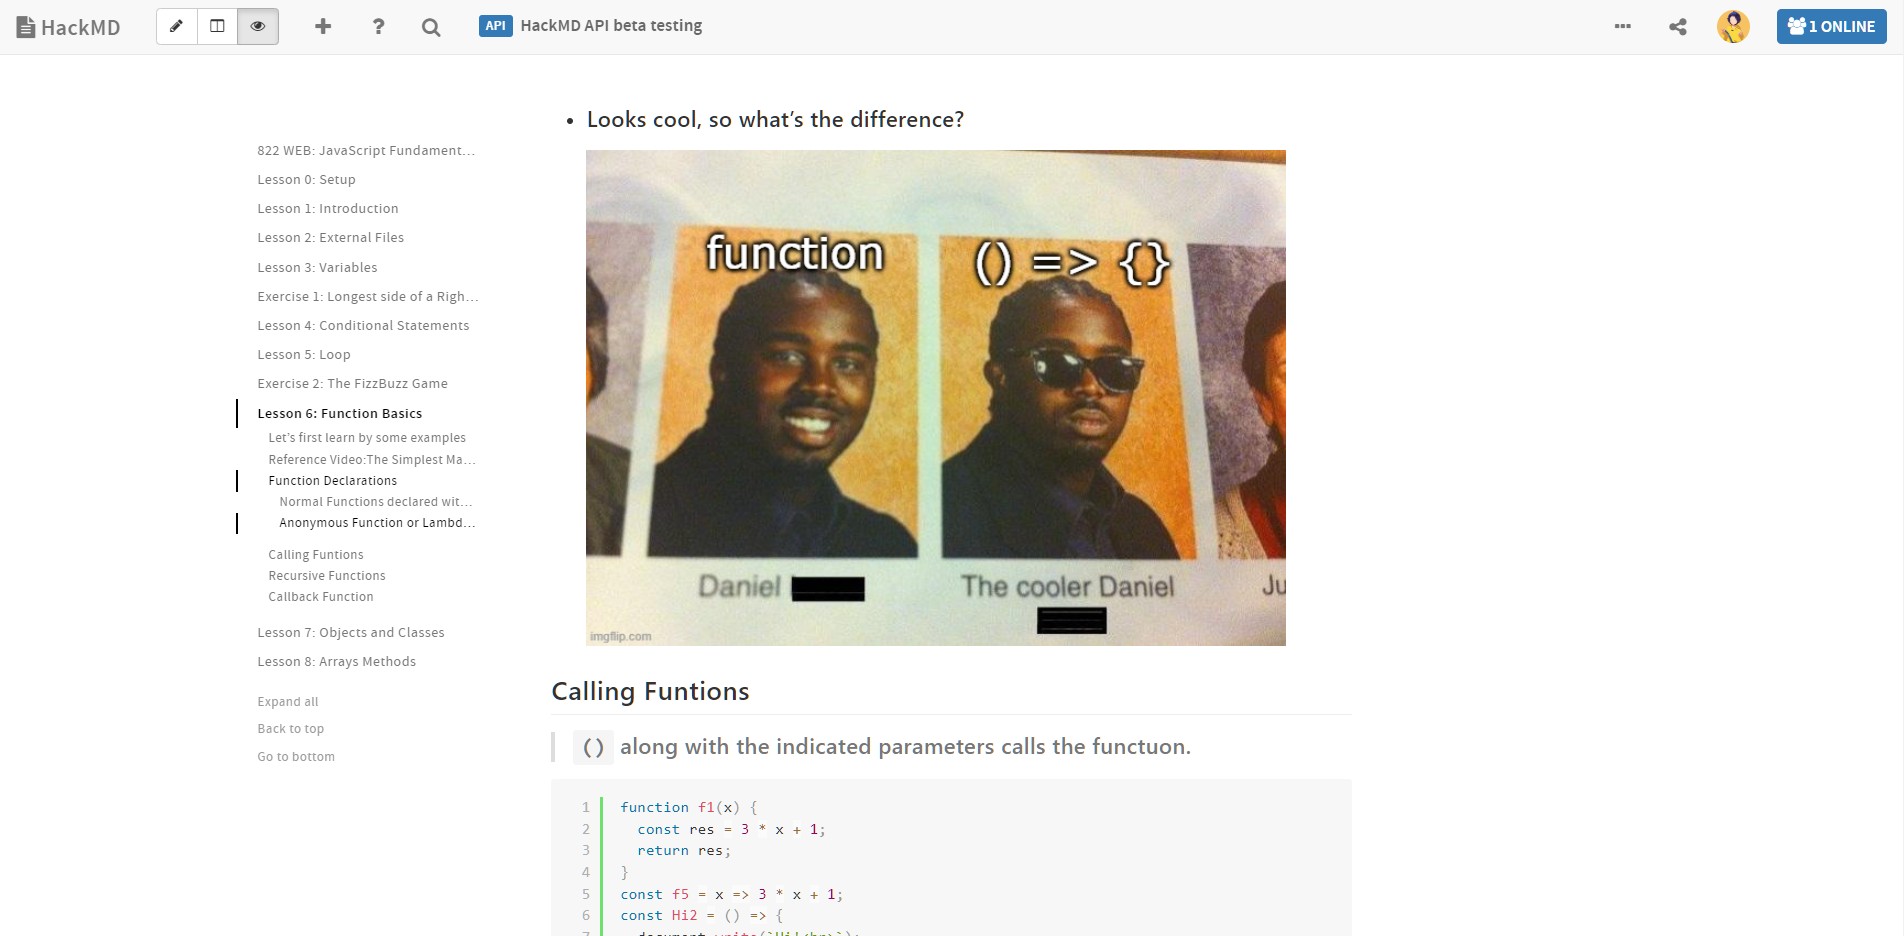 HackMD
API HackMD API beta testing
1 ONLINE
822 WEB: JavaScript Fundament...
Lesson 0: Setup
Lesson 1: Introduction
Lesson 2: External Files
Lesson 3: Variables
Exercise 1: Longest side of a Righ...
Lesson 4: Conditional Statements
Lesson 5: Loop
Exercise 2: The FizzBuzz Game
Lesson 6: Function Basics
Let's first learn by some examples
Reference Video:The Simplest Ma...
Function Declarations
Normal Functions declared wit...
Anonymous Function or Lambd...
Calling Funtions
Recursive Functions
Callback Function
Lesson 7: Objects and Classes
Lesson 8: Arrays Methods
Expand all
Back to top
Go to bottom
• Looks cool, so what's the difference?
function
() => {}
Daniel
The cooler Daniel
Ju
imgflip.com
Calling Funtions
() along with the indicated parameters calls the functuon.
1 function f1(x) {
2 const res = 3 * x + 1;
3 return res;
4 }
5 const f5 = x => 3 * x + 1;
6 const Hi2 = () => {